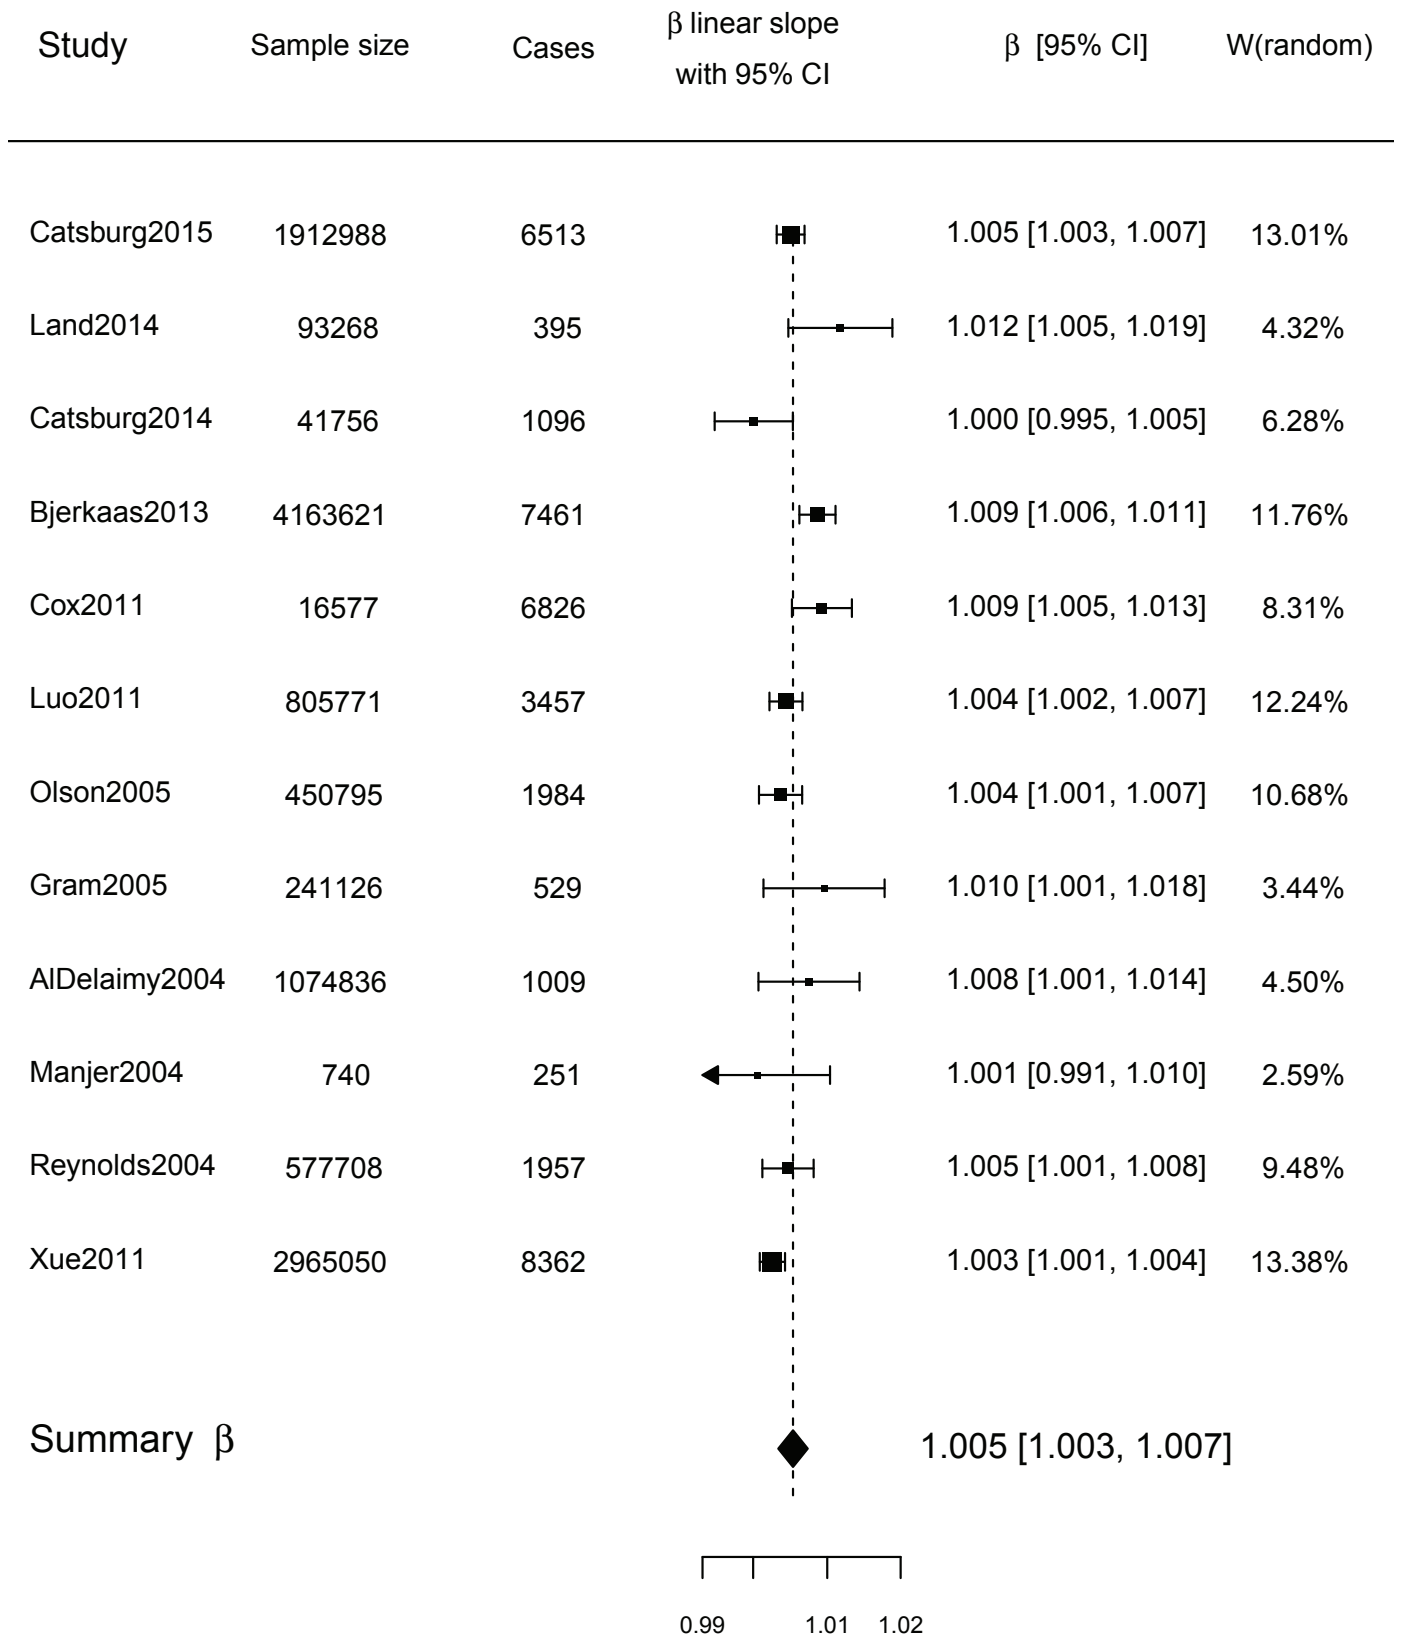 Study Sample size Cases β linear slope with 95% CI β [95% CI] W(random)
Catsburg2015 1912988 6513 1.005 [1.003, 1.007] 13.01%
Land2014 93268 395 1.012 [1.005, 1.019] 4.32%
Catsburg2014 41756 1096 1.000 [0.995, 1.005] 6.28%
Bjerkaas2013 4163621 7461 1.009 [1.006, 1.011] 11.76%
Cox2011 16577 6826 1.009 [1.005, 1.013] 8.31%
Luo2011 805771 3457 1.004 [1.002, 1.007] 12.24%
Olson2005 450795 1984 1.004 [1.001, 1.007] 10.68%
Gram2005 241126 529 1.010 [1.001, 1.018] 3.44%
AlDelaimy2004 1074836 1009 1.008 [1.001, 1.014] 4.50%
Manjer2004 740 251 1.001 [0.991, 1.010] 2.59%
Reynolds2004 577708 1957 1.005 [1.001, 1.008] 9.48%
Xue2011 2965050 8362 1.003 [1.001, 1.004] 13.38%
Summary β 1.005 [1.003, 1.007]
0.99 1.01 1.02